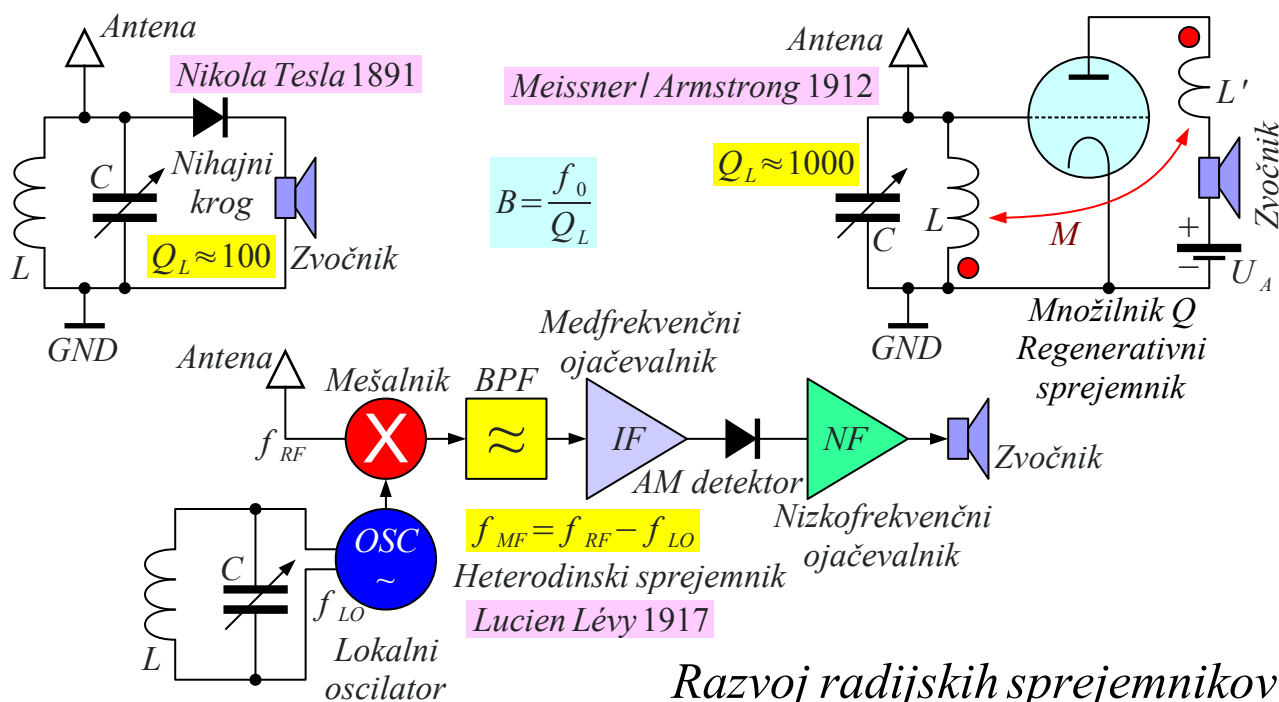 Antena
Nikola Tesla 1891
C
Nihajni
krog
L
Q_L≈100
Zvočnik
GND
B=f_0/Q_L
Antena
Meissner / Armstrong 1912
Q_L≈1000
C
L
M
L'
Zvočnik
+
−
U_A
GND
Množilnik Q
Regenerativni
sprejemnik
Antena
f_RF
Mešalnik
X
BPF
≈
Medfrekvenčni
ojačevalnik
IF
AM detektor
NF
Nizkofrekvenčni
ojačevalnik
Zvočnik
L
C
f_LO
OSC
~
Lokalni
oscilator
f_MF=f_RF−f_LO
Heterodinski sprejemnik
Lucien Lévy 1917
Razvoj radijskih sprejemnikov